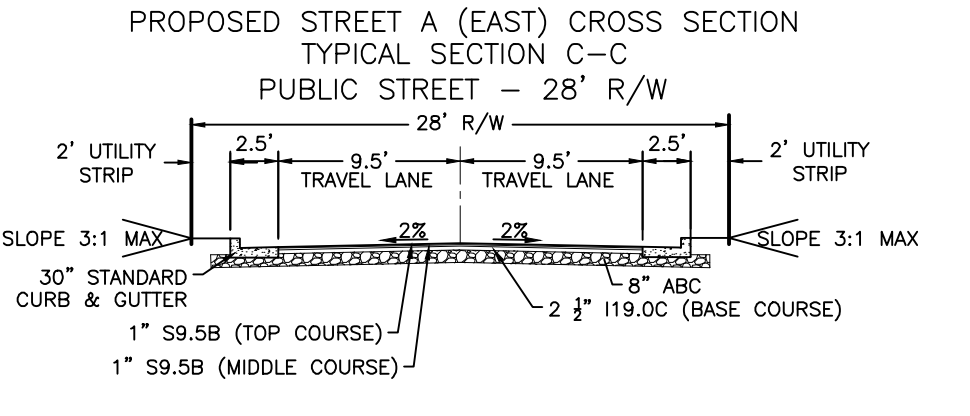 PROPOSED STREET A (EAST) CROSS SECTION
TYPICAL SECTION C-C
PUBLIC STREET - 28' R/W
28' R/W
2' UTILITY
STRIP
2.5'
9.5'
TRAVEL LANE
9.5'
TRAVEL LANE
2.5'
2' UTILITY
STRIP
2%
2%
SLOPE 3:1 MAX
SLOPE 3:1 MAX
30" STANDARD
CURB & GUTTER
8" ABC
2 ½" I19.0C (BASE COURSE)
1" S9.5B (TOP COURSE)
1" S9.5B (MIDDLE COURSE)